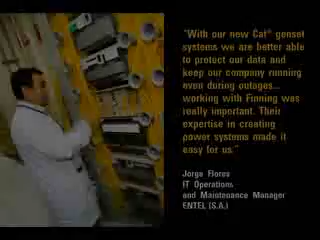 "With our new Cat® genset
systems we are better able
to protect our data and
keep our company running
even during outages...
working with Finning was
really important. Their
expertise in creating
power systems made it
easy for us."
Jorge Flores
IT Operations
and Maintenance Manager
ENTEL (S.A.)